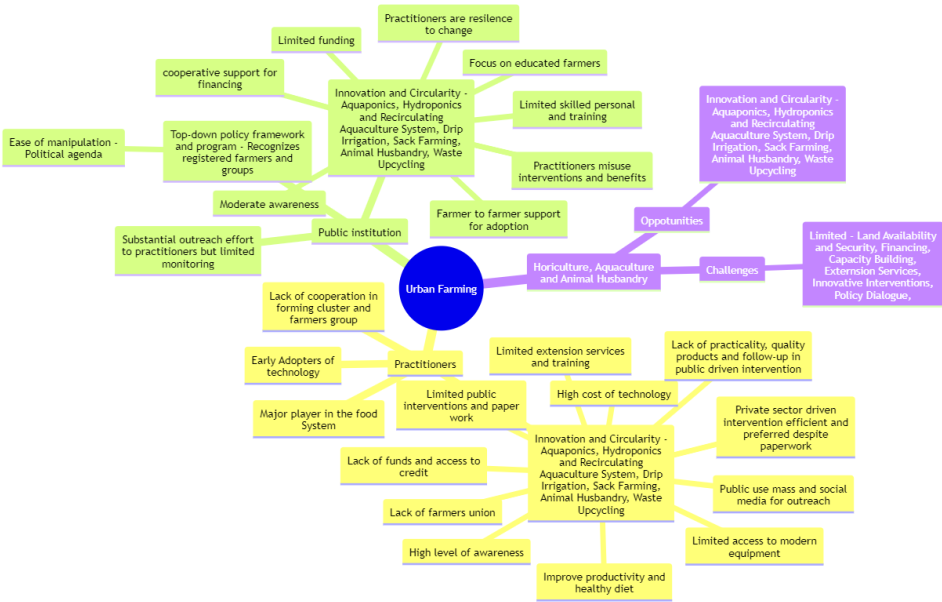 Practitioners are resilence
to change
Limited funding
Focus on educated farmers
cooperative support for
financing
Innovation and Circularity -
Aquaponics, Hydroponics
and Recirculating
Aquaculture System, Drip
Irrigation, Sack Farming,
Animal Husbandry, Waste
Upcycling
Limited skilled personal
and training
Ease of manipulation -
Political agenda
Top-down policy framework
and program - Recognizes
registered farmers and
groups
Practitioners misuse
interventions and benefits
Moderate awareness
Farmer to farmer support
for adoption
Public institution
Substantial outreach effort
to practitioners but limited
monitoring
Innovation and Circularity -
Aquaponics, Hydroponics
and Recirculating
Aquaculture System, Drip
Irrigation, Sack Farming,
Animal Husbandry, Waste
Upcycling
Oppotunities
Horiculture, Aquaculture
and Animal Husbandry
Challenges
Limited - Land Availability
and Security, Financing,
Capacity Building,
Externsion Services,
Innovative Interventions,
Policy Dialogue,
Urban Farming
Lack of cooperation in
forming cluster and
farmers group
Early Adopters of
technology
Practitioners
Major player in the food
System
Limited public
interventions and paper
work
Limited extension services
and training
High cost of technology
Lack of practicality, quality
products and follow-up in
public driven intervention
Innovation and Circularity -
Aquaponics, Hydroponics
and Recirculating
Aquaculture System, Drip
Irrigation, Sack Farming,
Animal Husbandry, Waste
Upcycling
Private sector driven
intervention efficient and
preferred despite
paperwork
Lack of funds and access to
credit
Public use mass and social
media for outreach
Lack of farmers union
Limited access to modern
equipment
High level of awareness
Improve productivity and
healthy diet